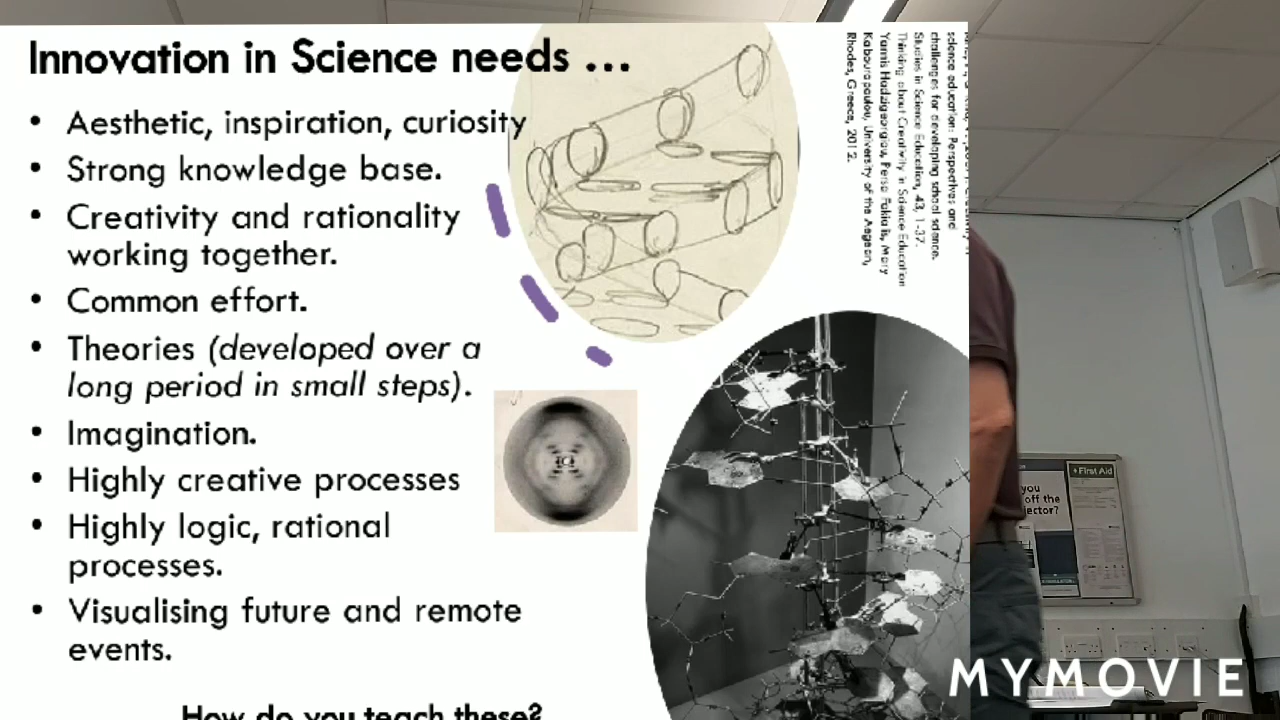 Innovation in Science needs ...
• Aesthetic, inspiration, curiosity
• Strong knowledge base.
• Creativity and rationality
working together.
• Common effort.
• Theories (developed over a
long period in small steps).
• Imagination.
• Highly creative processes
• Highly logic, rational
processes.
• Visualising future and remote
events.
How do you teach these?
science education: Perspectives and
challenges for developing school science.
Studies in Science Education, 43, 1-37.
Thinking about Creativity in Science Education
Yannis Hadzigeorgiou, Persa Fokialis, Mary
Kabouropoulou, University of the Aegean,
Rhodes, Greece, 2012.
you
off the
ector?
+ First Aid
MYMOVIE